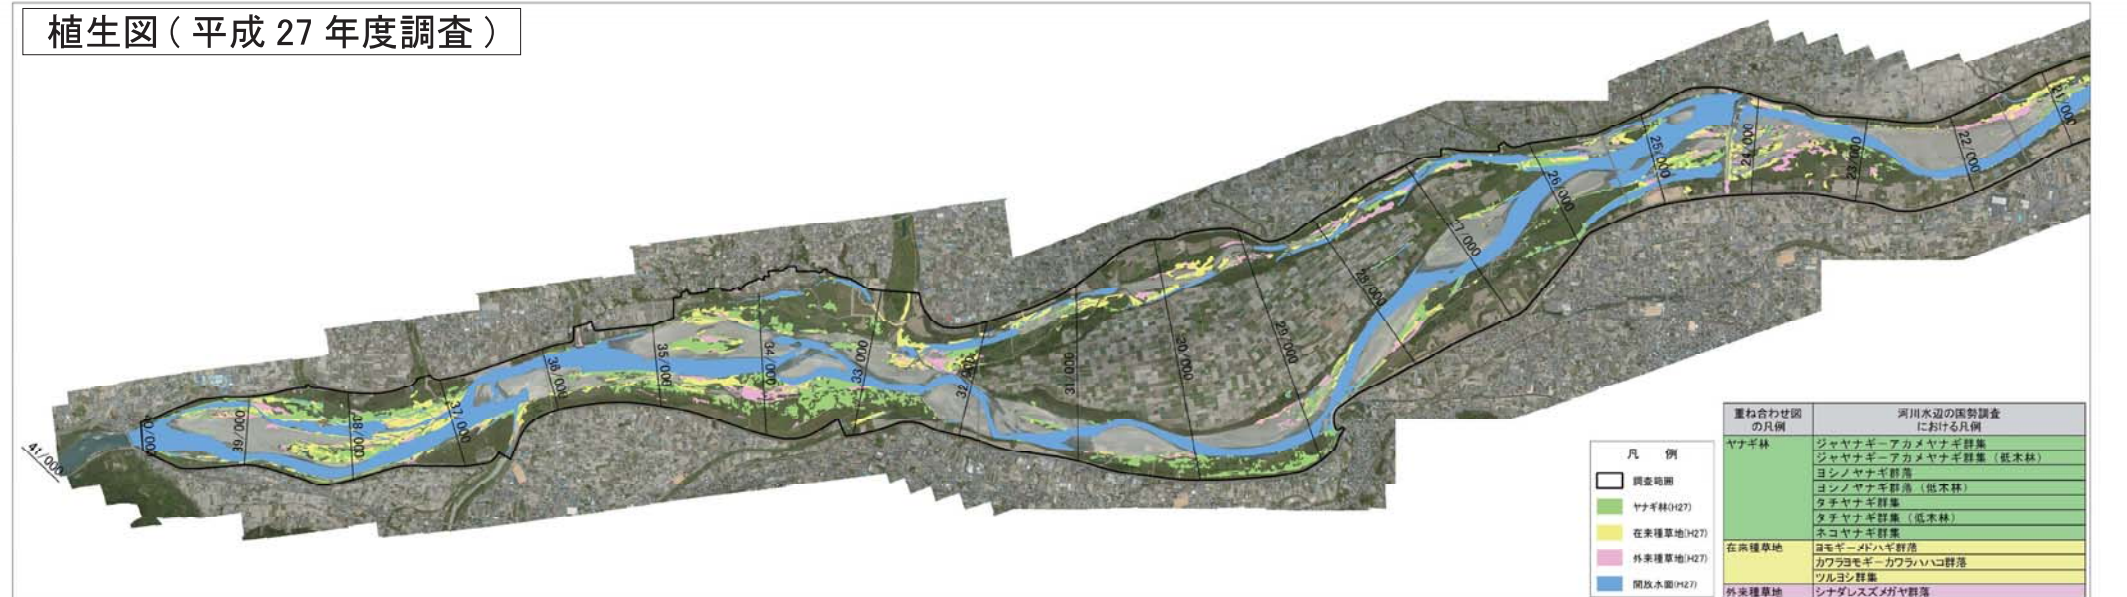 植生図（平成 27 年度調査）
41/000
40/000
39/000
38/000
37/000
36/000
35/000
34/000
33/000
32/000
31/000
30/000
29/000
28/000
27/000
26/000
25/000
24/000
23/000
22/000
21/000
凡 例
調査範囲
ヤナギ林(H27)
在来種草地(H27)
外来種草地(H27)
開放水面(H27)
重ね合わせ図の凡例
河川水辺の国勢調査における凡例
ヤナギ林
ジャヤナギーアカメヤナギ群集
ジャヤナギーアカメヤナギ群集（低木林）
ヨシノヤナギ群落
ヨシノヤナギ群落（低木林）
タチヤナギ群集
タチヤナギ群集（低木林）
ネコヤナギ群集
在来種草地
ヨモギーメドハギ群落
カワラヨモギーカワラハハコ群落
ツルヨシ群集
外来種草地
シナダレスズメガヤ群落